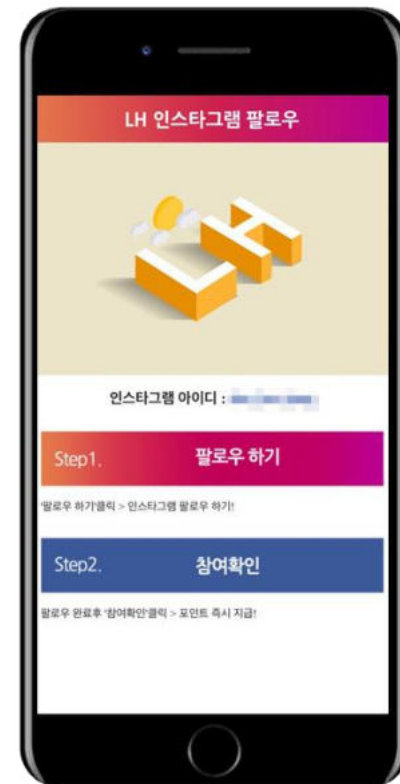 LH 인스타그램 팔로우
LH
인스타그램 아이디 :
Step1. 팔로우 하기
'팔로우 하기'클릭 > 인스타그램 팔로우 하기!
Step2. 참여확인
팔로우 완료후 '참여확인'클릭 > 포인트 즉시 지급!